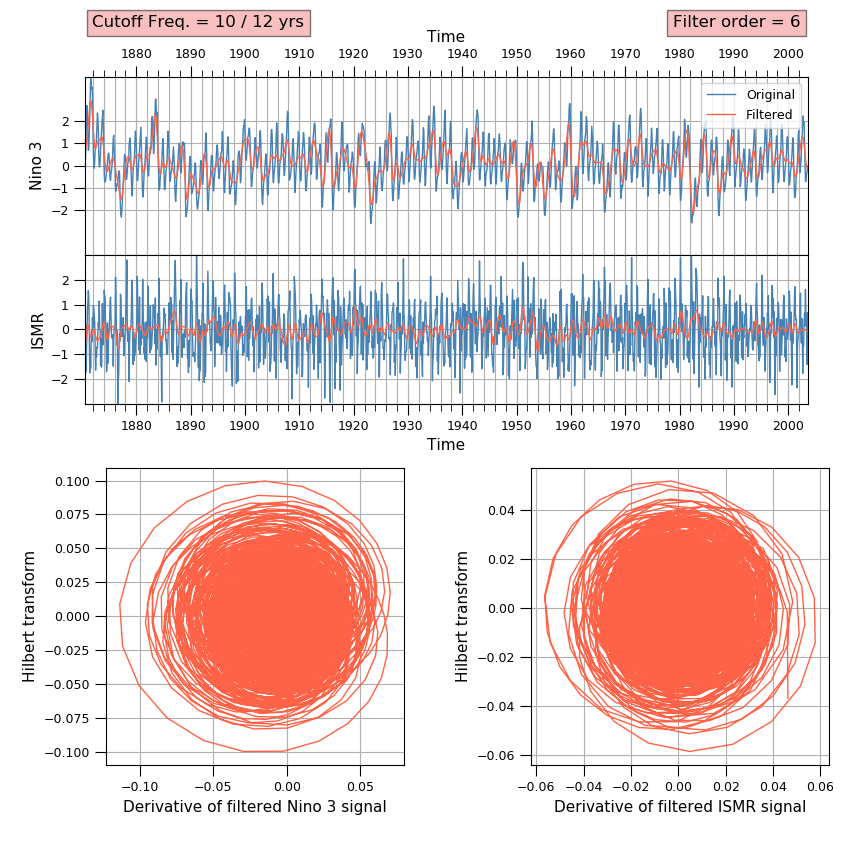 Cutoff Freq. = 10 / 12 yrs
Filter order = 6
Time
1880 1890 1900 1910 1920 1930 1940 1950 1960 1970 1980 1990 2000
Original
Filtered
Nino 3
2
1
0
−1
−2
ISMR
2
1
0
−1
−2
1880 1890 1900 1910 1920 1930 1940 1950 1960 1970 1980 1990 2000
Time
Hilbert transform
0.100
0.075
0.050
0.025
0.000
−0.025
−0.050
−0.075
−0.100
−0.10 −0.05 0.00 0.05
Derivative of filtered Nino 3 signal
Hilbert transform
0.04
0.02
0.00
−0.02
−0.04
−0.06
−0.06 −0.04 −0.02 0.00 0.02 0.04 0.06
Derivative of filtered ISMR signal